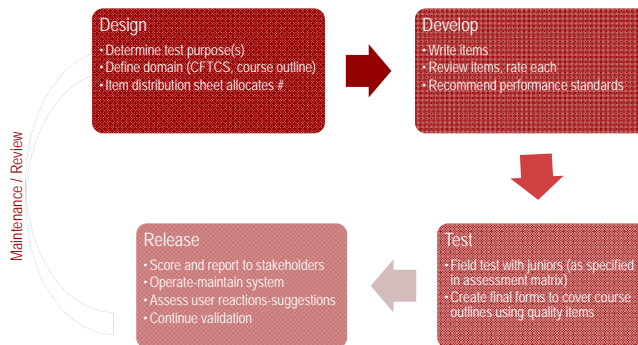 Design
• Determine test purpose(s)
• Define domain (CFTCS, course outline)
• Item distribution sheet allocates #
Develop
• Write items
• Review items, rate each
• Recommend performance standards
Maintenance / Review
Release
• Score and report to stakeholders
• Operate-maintain system
• Assess user reactions-suggestions
• Continue validation
Test
• Field test with juniors (as specified
in assessment matrix)
• Create final forms to cover course
outlines using quality items